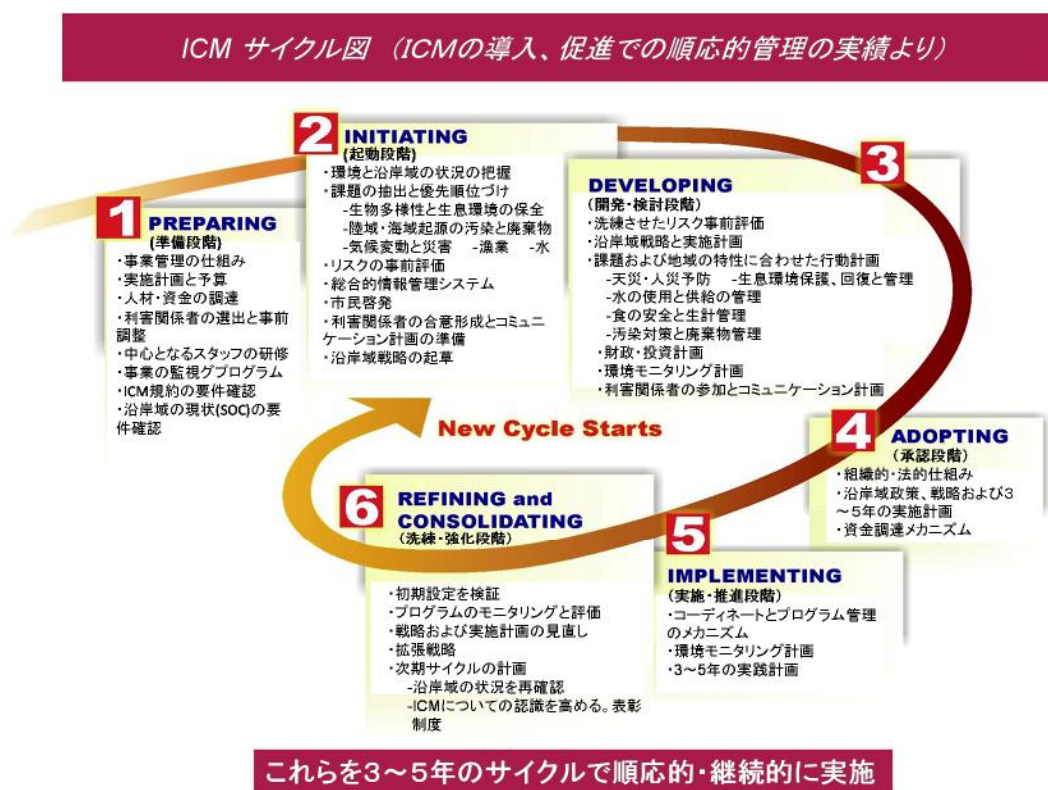 ICM サイクル図 （ICMの導入、促進での順応的管理の実績より）
1 PREPARING
(準備段階)
・事業管理の仕組み
・実施計画と予算
・人材・資金の調達
・利害関係者の選出と事前
調整
・中心となるスタッフの研修
・事業の監視グプログラム
・ICM規約の要件確認
・沿岸域の現状(SOC)の要
件確認
2 INITIATING
(起動段階)
・環境と沿岸域の状況の把握
・課題の抽出と優先順位づけ
-生物多様性と生息環境の保全
-陸域・海域起源の汚染と廃棄物
-気候変動と災害 -漁業 -水
・リスクの事前評価
・総合的情報管理システム
・市民啓発
・利害関係者の合意形成とコミュニ
ケーション計画の準備
・沿岸域戦略の起草
3
DEVELOPING
(開発・検討段階)
・洗練させたリスク事前評価
・沿岸域戦略と実施計画
・課題および地域の特性に合わせた行動計画
-天災・人災予防 -生息環境保護、回復と管理
-水の使用と供給の管理
-食の安全と生計管理
-汚染対策と廃棄物管理
・財政・投資計画
・環境モニタリング計画
・利害関係者の参加とコミュニケーション計画
4 ADOPTING
(承認段階)
・組織的・法的仕組み
・沿岸域政策、戦略および3
～5年の実施計画
・資金調達メカニズム
5
IMPLEMENTING
(実施・推進段階)
・コーディネートとプログラム管理
のメカニズム
・環境モニタリング計画
・3～5年の実践計画
6 REFINING and
CONSOLIDATING
(洗練・強化段階)
・初期設定を検証
・プログラムのモニタリングと評価
・戦略および実施計画の見直し
・拡張戦略
・次期サイクルの計画
-沿岸域の状況を再確認
-ICMについての認識を高める。表彰
制度
New Cycle Starts
これらを3～5年のサイクルで順応的・継続的に実施